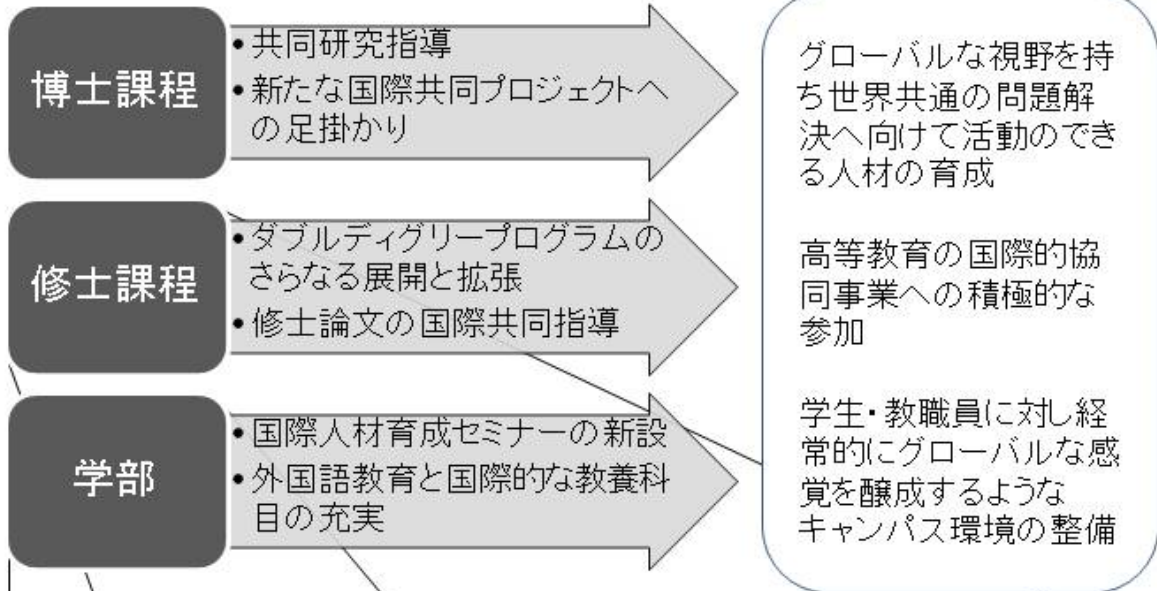 博士課程
• 共同研究指導
• 新たな国際共同プロジェクトへ
の足掛かり
修士課程
• ダブルディグリープログラムの
さらなる展開と拡張
• 修士論文の国際共同指導
学部
• 国際人材育成セミナーの新設
• 外国語教育と国際的な教養科
目の充実
グローバルな視野を持
ち世界共通の問題解
決へ向けて活動のでき
る人材の育成
高等教育の国際的協
同事業への積極的な
参加
学生・教職員に対し経
常的にグローバルな感
覚を醸成するような
キャンパス環境の整備